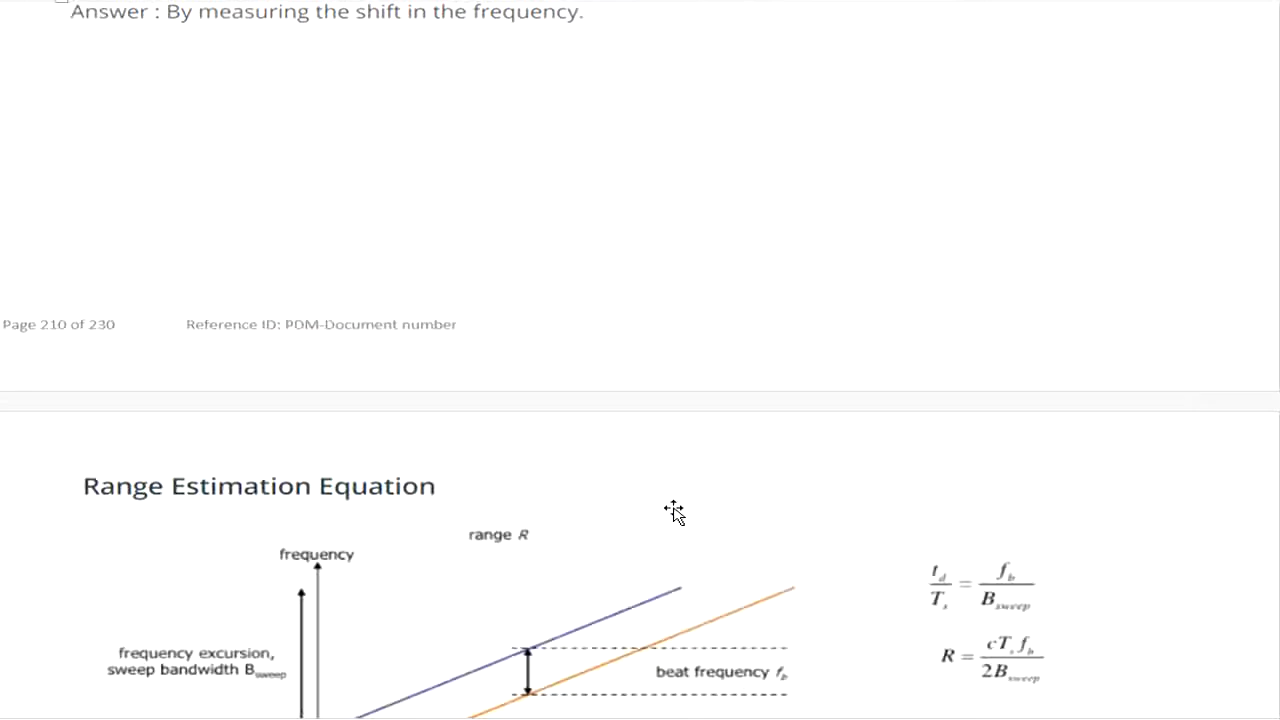 Answer : By measuring the shift in the frequency.
Page 210 of 230 Reference ID: PDM-Document number
Range Estimation Equation
range R
frequency
frequency excursion,
sweep bandwidth Bsweep
beat frequency fb
td/Ts = fb/Bsweep
R = cTsfb/2Bsweep